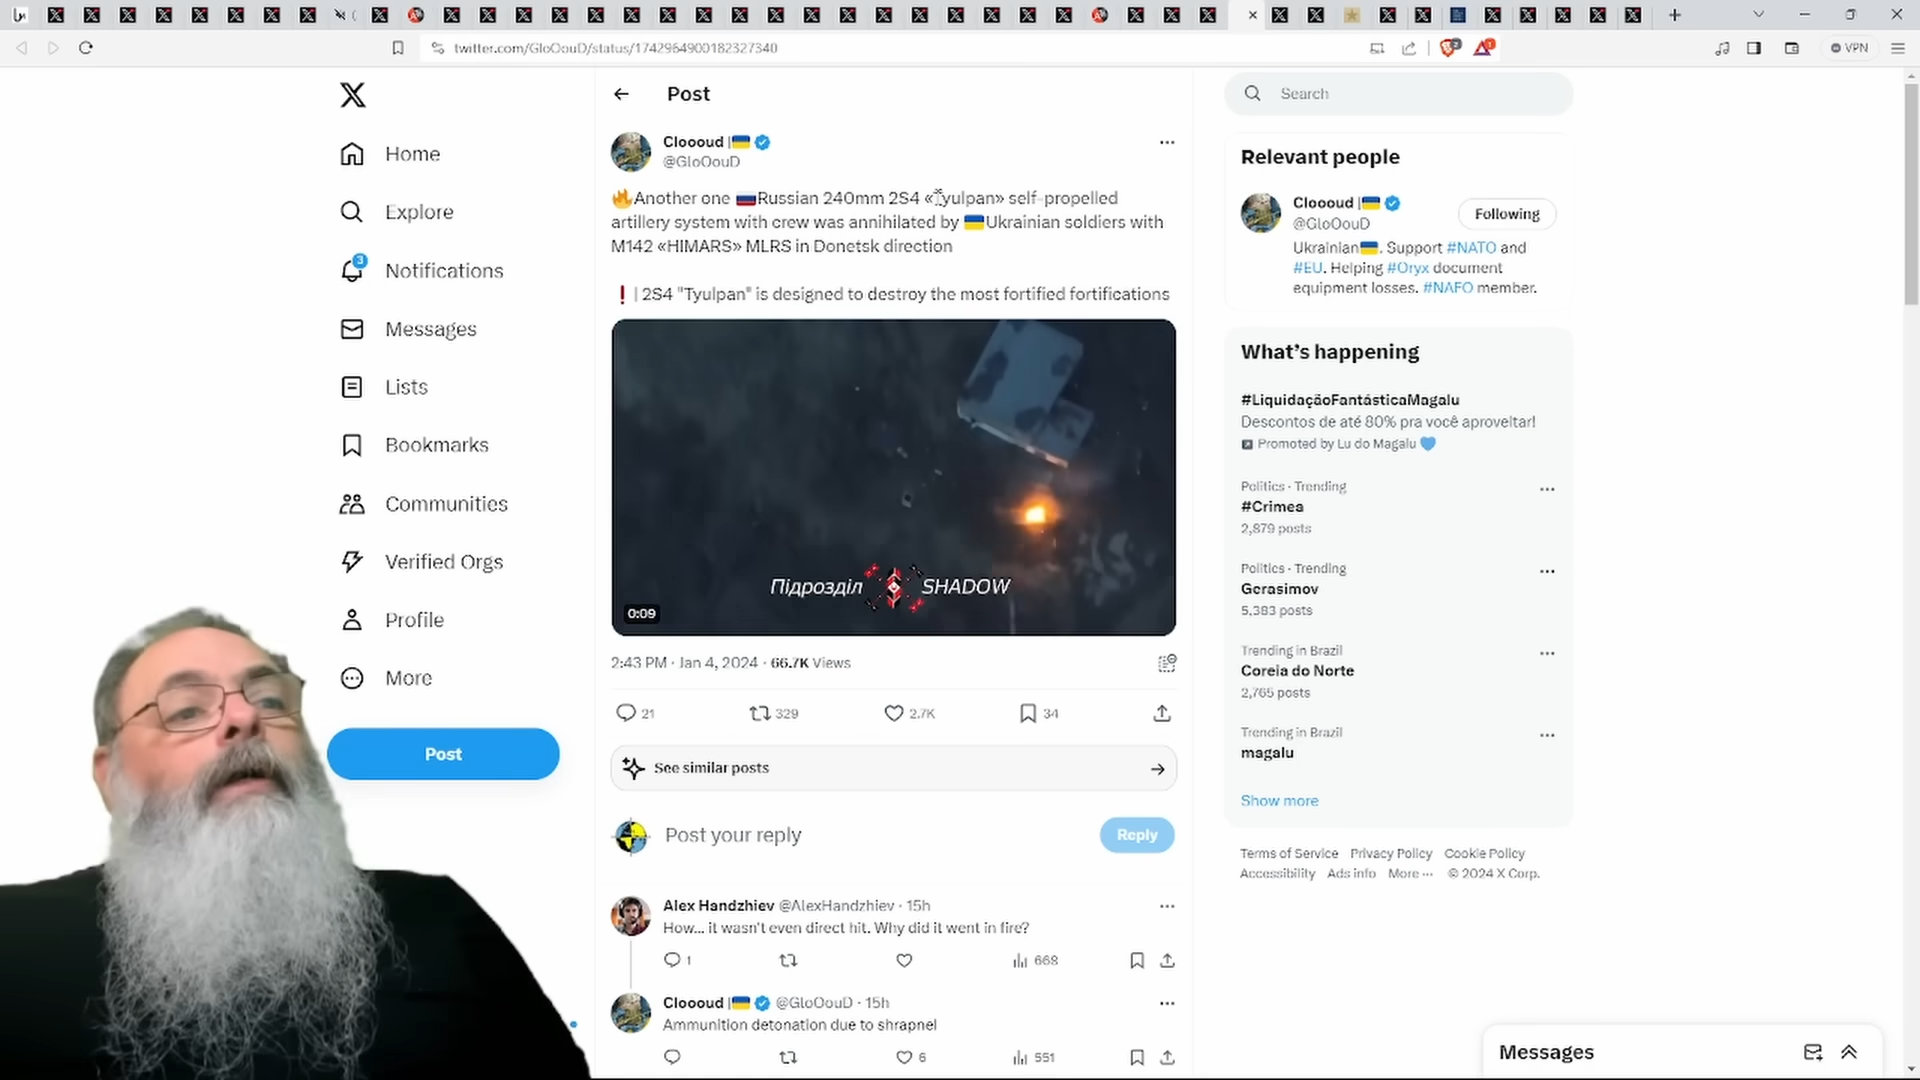 twitter.com/GloOouD/status/1742964900182327340
VPN
Home
Explore
3
Notifications
Messages
Lists
Bookmarks
Communities
Verified Orgs
Profile
More
Post
Post
Cloooud |🇺🇦
@GloOouD
🔥Another one 🇷🇺Russian 240mm 2S4 «Tyulpan» self-propelled
artillery system with crew was annihilated by 🇺🇦Ukrainian soldiers with
M142 «HIMARS» MLRS in Donetsk direction
❗| 2S4 "Tyulpan" is designed to destroy the most fortified fortifications
Підрозділ SHADOW
0:09
2:43 PM · Jan 4, 2024 · 66.7K Views
21 329 2.7K 34
See similar posts
Post your reply
Reply
Alex Handzhiev @AlexHandzhiev · 15h
How... it wasn't even direct hit. Why did it went in fire?
1 668
Cloooud |🇺🇦 @GloOouD · 15h
Ammunition detonation due to shrapnel
6 551
Search
Relevant people
Cloooud |🇺🇦
@GloOouD
Following
Ukrainian🇺🇦. Support #NATO and
#EU. Helping #Oryx document
equipment losses. #NAFO member.
What's happening
#LiquidaçãoFantásticaMagalu
Descontos de até 80% pra você aproveitar!
Promoted by Lu do Magalu 💙
Politics · Trending
#Crimea
2,879 posts
Politics · Trending
Gerasimov
5,383 posts
Trending in Brazil
Coreia do Norte
2,765 posts
Trending in Brazil
magalu
Show more
Terms of Service Privacy Policy Cookie Policy
Accessibility Ads info More ··· © 2024 X Corp.
Messages